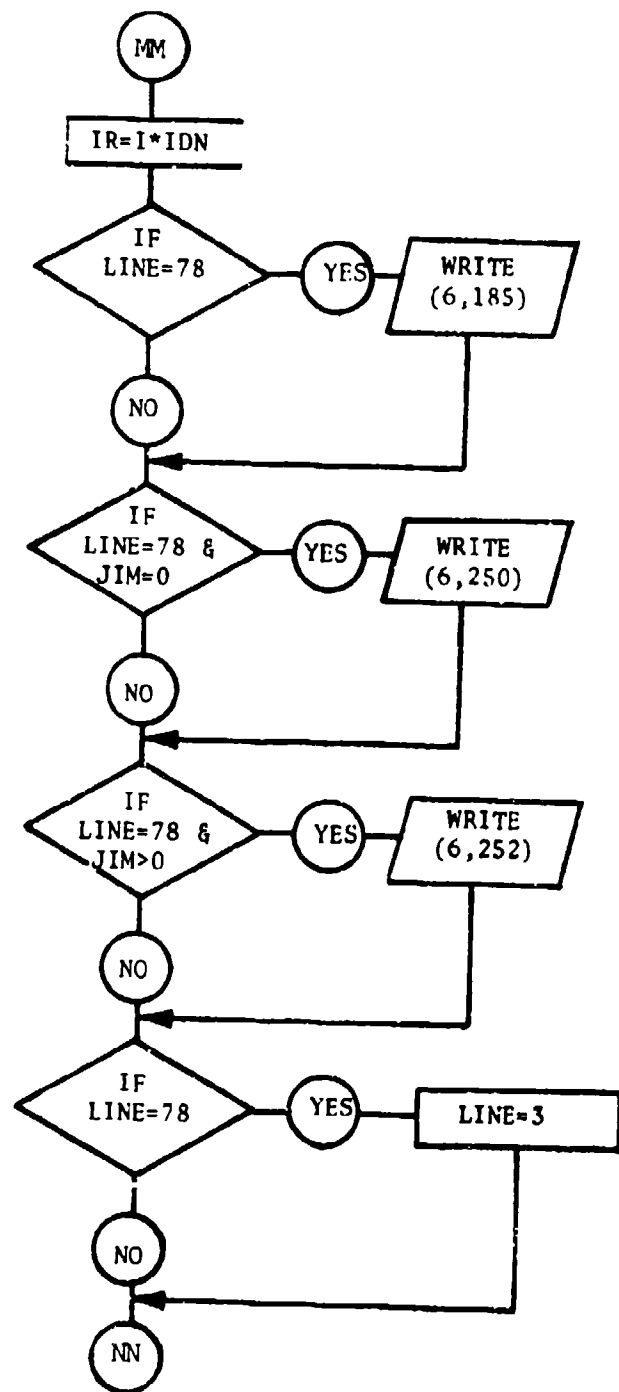 MM
IR=I*IDN
IF
LINE=78
YES
WRITE
(6,185)
NO
IF
LINE=78 &
JIM=0
YES
WRITE
(6,250)
NO
IF
LINE=78 &
JIM>0
YES
WRITE
(6,252)
NO
IF
LINE=78
YES
LINE=3
NO
NN